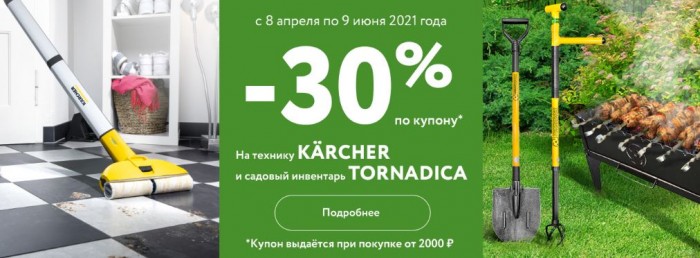 с 8 апреля по 9 июня 2021 года
-30%
по купону*
На технику KÄRCHER
и садовый инвентарь TORNADICA
Подробнее
*Купон выдаётся при покупке от 2000 ₽
KÄRCHER